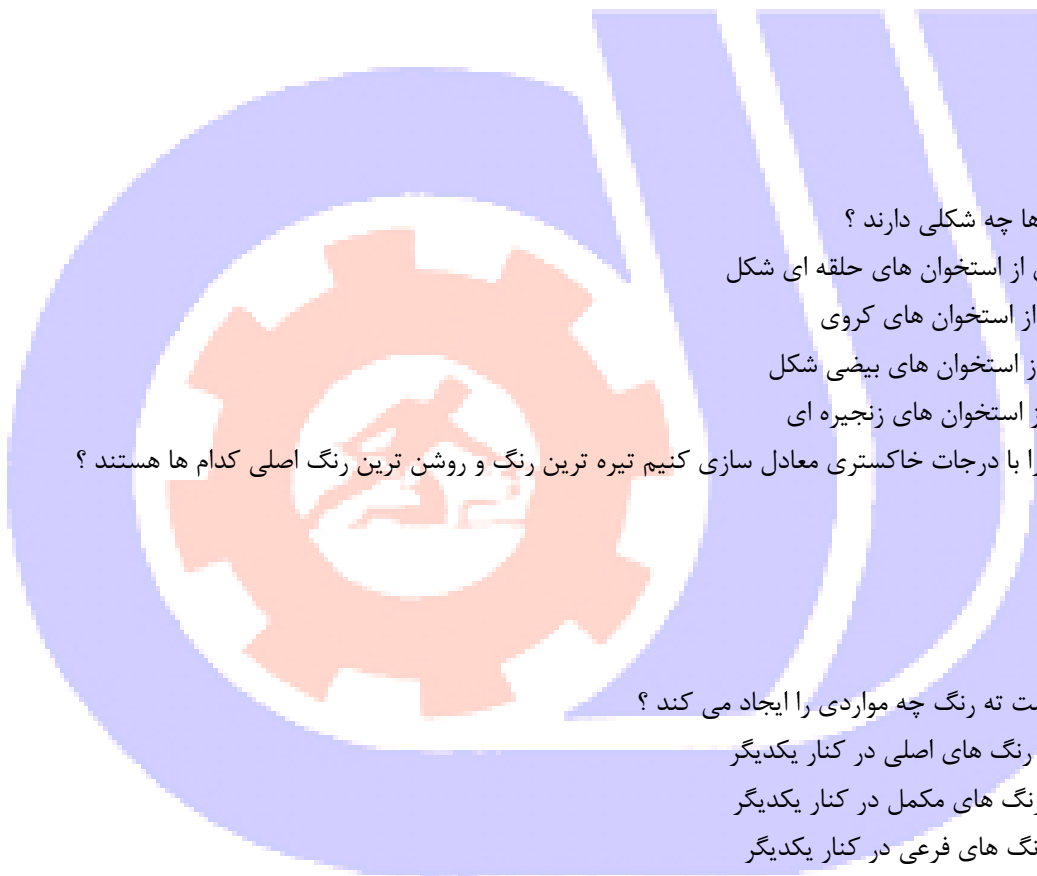 ها چه شکلی دارند ؟
از استخوان های حلقه ای شکل
از استخوان های کروی
از استخوان های بیضی شکل
از استخوان های زنجیره ای
را با درجات خاکستری معادل سازی کنیم تیره ترین رنگ و روشن ترین رنگ اصلی کدام ها هستند ؟
ته رنگ چه مواردی را ایجاد می کند ؟
رنگ های اصلی در کنار یکدیگر
رنگ های مکمل در کنار یکدیگر
رنگ های فرعی در کنار یکدیگر